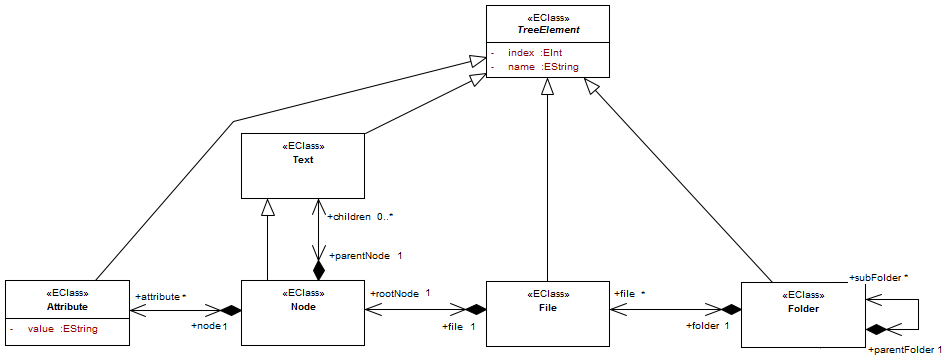 «EClass»
TreeElement
- index :EInt
- name :EString
«EClass»
Text
+children 0..*
+parentNode 1
«EClass»
Attribute
- value :EString
+attribute *
+node 1
«EClass»
Node
+rootNode 1
+file 1
«EClass»
File
+file *
+folder 1
«EClass»
Folder
+subFolder *
+parentFolder 1